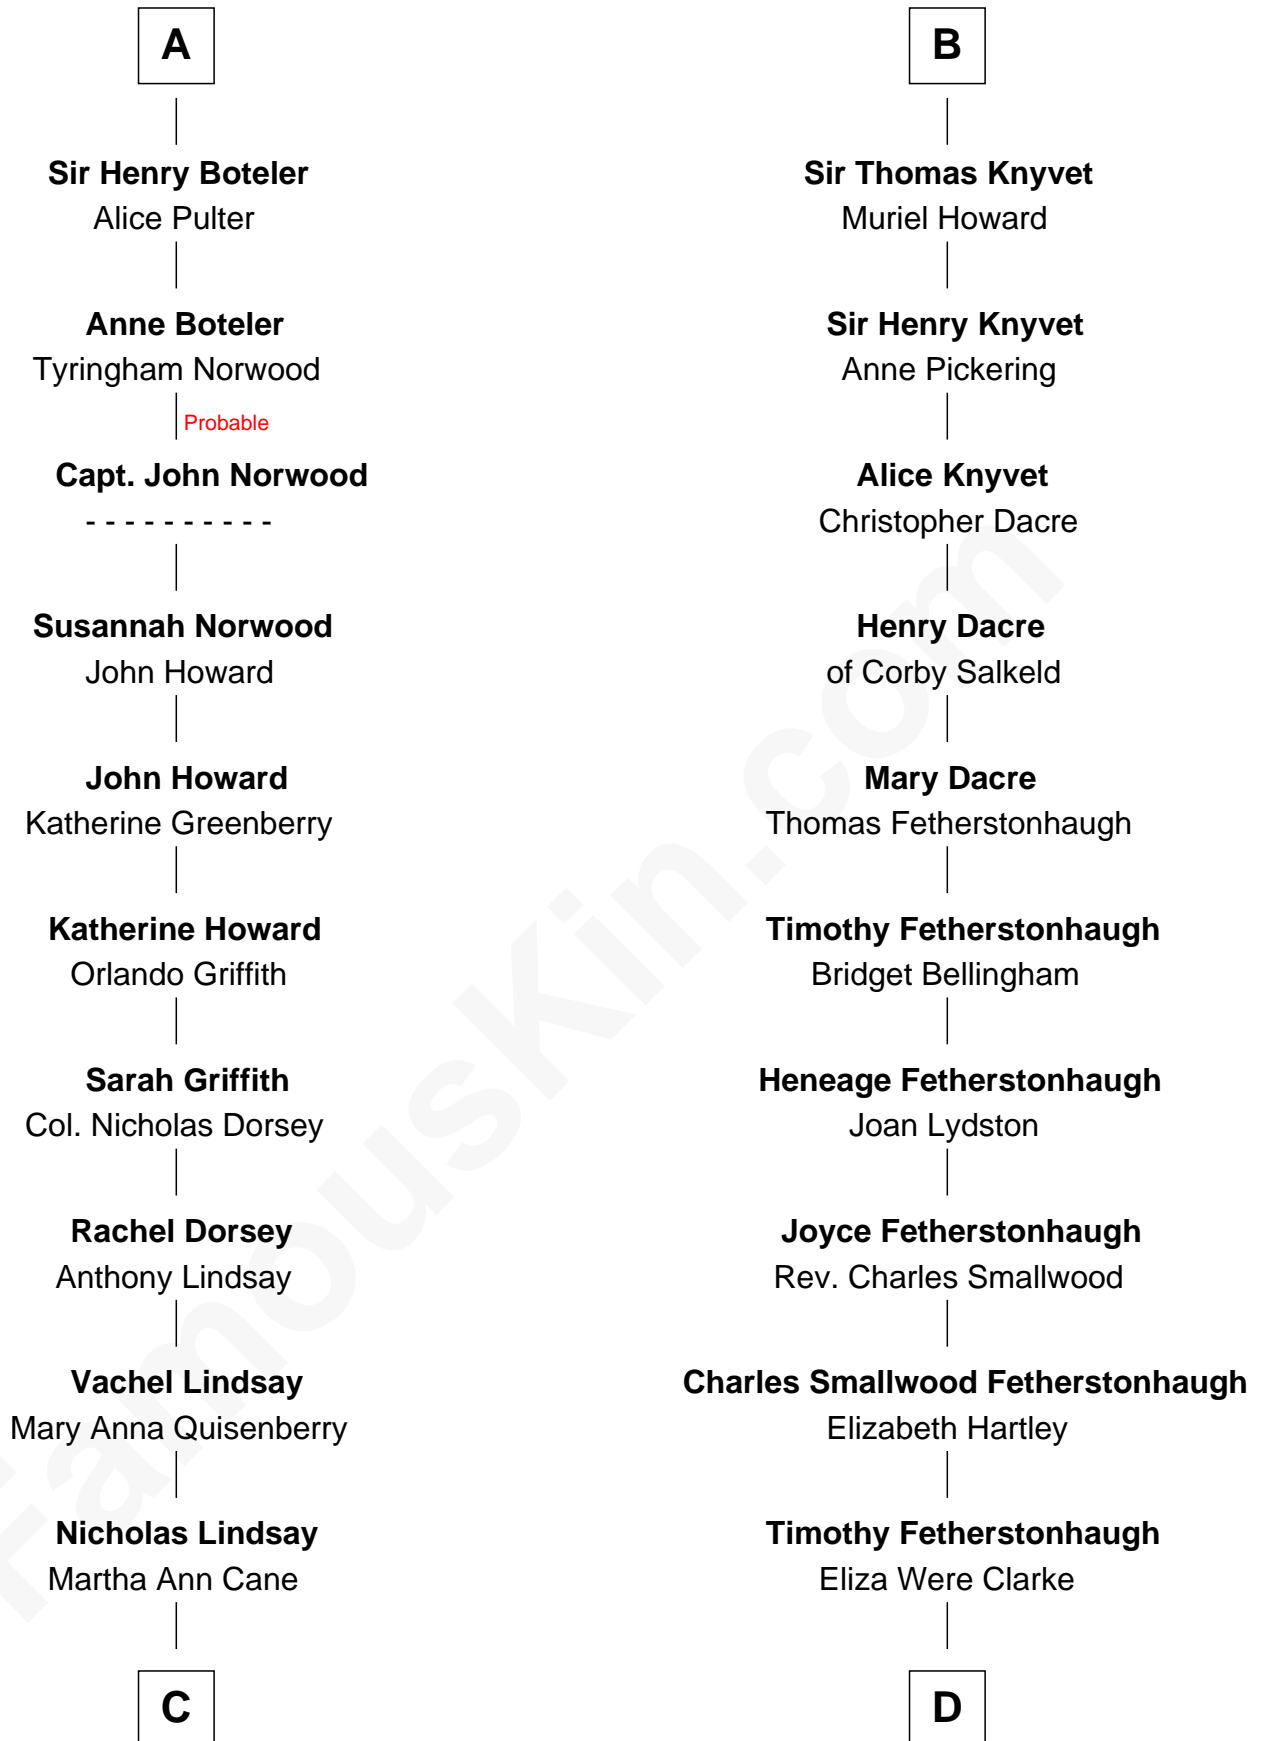 A
Sir Henry Boteler
Alice Pulter
Anne Boteler
Tyringham Norwood
Probable
Capt. John Norwood
- - - - - - - - - -
Susannah Norwood
John Howard
John Howard
Katherine Greenberry
Katherine Howard
Orlando Griffith
Sarah Griffith
Col. Nicholas Dorsey
Rachel Dorsey
Anthony Lindsay
Vachel Lindsay
Mary Anna Quisenberry
Nicholas Lindsay
Martha Ann Cane
C
B
Sir Thomas Knyvet
Muriel Howard
Sir Henry Knyvet
Anne Pickering
Alice Knyvet
Christopher Dacre
Henry Dacre
of Corby Salkeld
Mary Dacre
Thomas Fetherstonhaugh
Timothy Fetherstonhaugh
Bridget Bellingham
Heneage Fetherstonhaugh
Joan Lydston
Joyce Fetherstonhaugh
Rev. Charles Smallwood
Charles Smallwood Fetherstonhaugh
Elizabeth Hartley
Timothy Fetherstonhaugh
Eliza Were Clarke
D
FamousKin.com